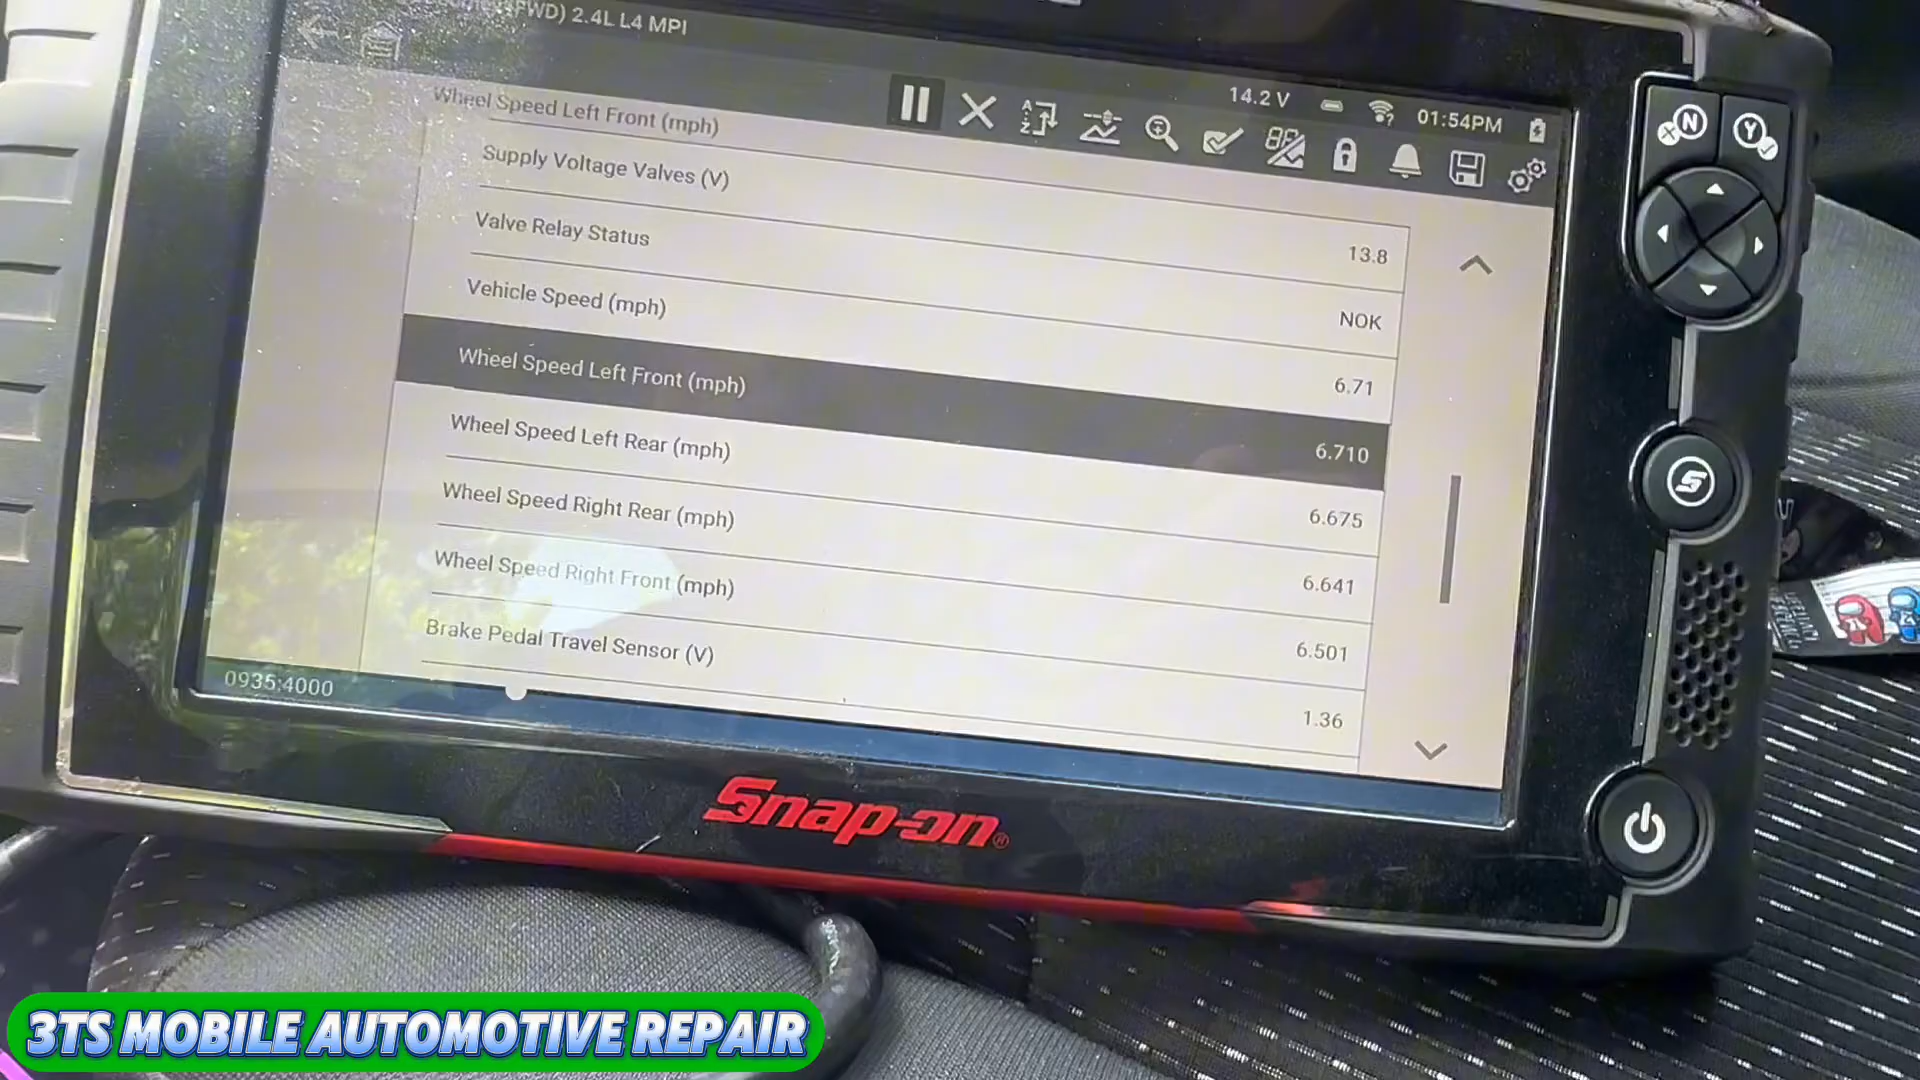 FWD) 2.4L L4 MPI
14.2 V
01:54PM
Wheel Speed Left Front (mph)
Supply Voltage Valves (V)
13.8
Valve Relay Status
NOK
Vehicle Speed (mph)
6.71
Wheel Speed Left Front (mph)
6.710
Wheel Speed Left Rear (mph)
6.675
Wheel Speed Right Rear (mph)
6.641
Wheel Speed Right Front (mph)
6.501
Brake Pedal Travel Sensor (V)
1.36
0935:4000
Snap-on
N
Y
S
3TS MOBILE AUTOMOTIVE REPAIR